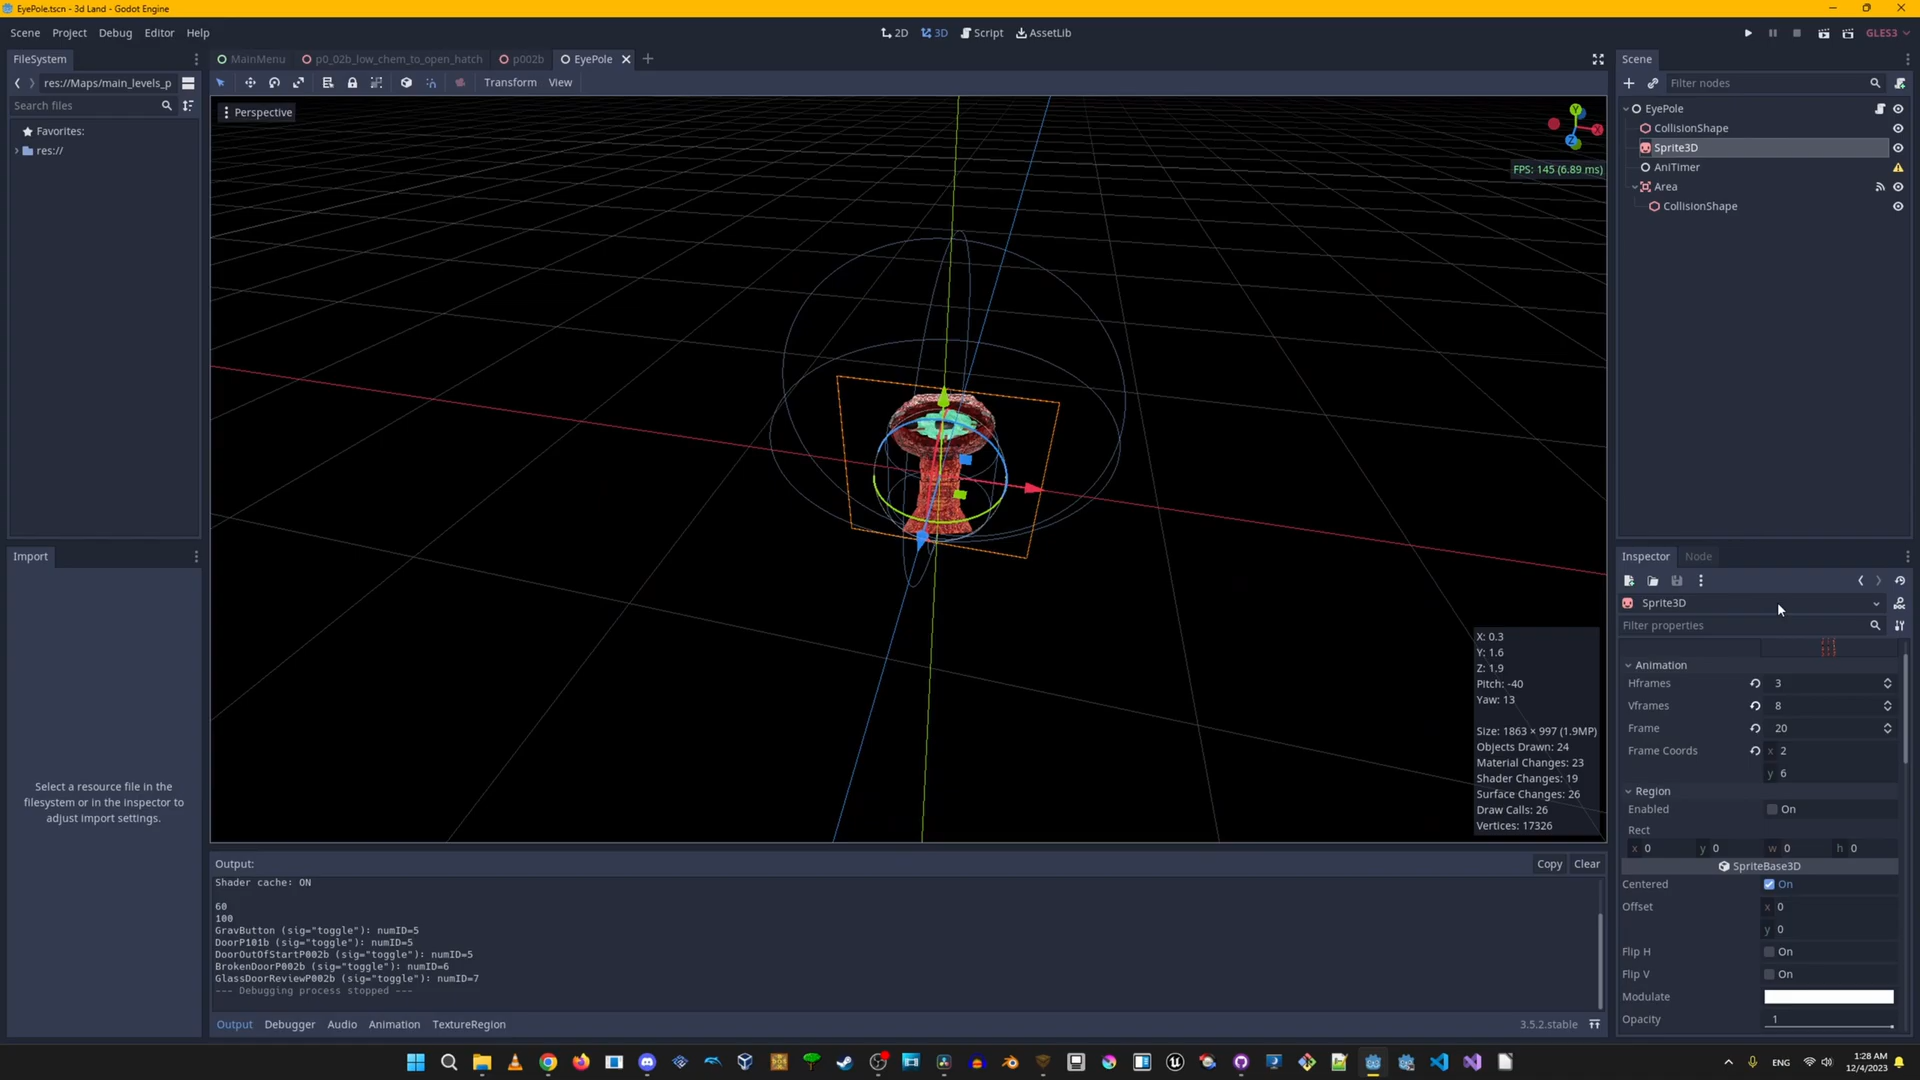 EyePole.tscn - 3d Land - Godot Engine
Scene Project Debug Editor Help
2D 3D Script AssetLib
GLES3
FileSystem
MainMenu p0_02b_low_chem_to_open_hatch p002b EyePole
Scene
res://Maps/main_levels_p
Transform View
Filter nodes
Search files
Perspective
EyePole
CollisionShape
Favorites:
Sprite3D
res://
FPS: 145 (6.89 ms)
AniTimer
Area
CollisionShape
Import
Inspector Node
Sprite3D
Filter properties
X: 0.3
Y: 1.6
Z: 1.9
Pitch: -40
Yaw: 13
Size: 1863 × 997 (1.9MP)
Objects Drawn: 24
Material Changes: 23
Shader Changes: 19
Surface Changes: 26
Draw Calls: 26
Vertices: 17326
Animation
Hframes 3
Vframes 8
Frame 20
Frame Coords x 2
y 6
Region
Enabled On
Rect
x 0 y 0 w 0 h 0
SpriteBase3D
Centered On
Offset x 0
y 0
Flip H On
Flip V On
Modulate
Opacity 1
Select a resource file in the
filesystem or in the inspector to
adjust import settings.
Output:
Copy Clear
Shader cache: ON
60
100
GravButton (sig="toggle"): numID=5
DoorP101b (sig="toggle"): numID=5
DoorOutOfStartP002b (sig="toggle"): numID=5
BrokenDoorP002b (sig="toggle"): numID=6
GlassDoorReviewP002b (sig="toggle"): numID=7
--- Debugging process stopped ---
Output Debugger Audio Animation TextureRegion
3.5.2.stable
ENG
1:28 AM
12/4/2023